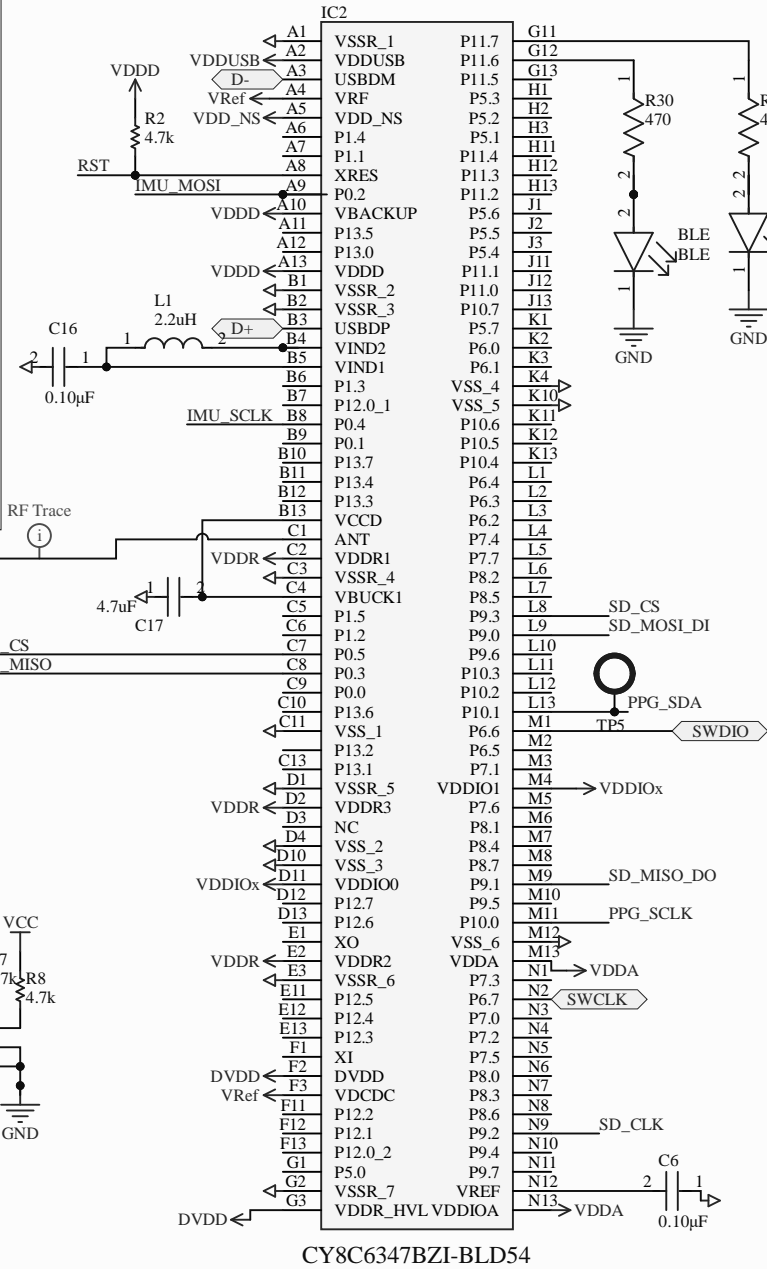 IC2
A1 VSSR_1 P11.7 G11
VDDUSB A2 VDDUSB P11.6 G12
D- A3 USBDM P11.5 G13
VDDD
VRef A4 VRF P5.3 H1
1 1
R30
470
VDD_NS A5 VDD_NS P5.2 H2
R2
4.7k
A6 P1.4 P5.1 H3
A7 P1.1 P11.4 H11
RST A8 XRES P11.3 H12
2 2
IMU_MOSI A9 P0.2 P11.2 H13
VDDD A10 VBACKUP P5.6 J1
2 2
A11 P13.5 P5.5 J2
BLE
A12 P13.0 P5.4 J3
BLE
VDDD A13 VDDD P11.1 J11
B1 VSSR_2 P11.0 J12
1 1
L1
B2 VSSR_3 P10.7 J13
2.2uH
D+ B3 USBDP P5.7 K1
C16
1 2 B4 VIND2 P6.0 K2
GND
GND
2 1 B5 VIND1 P6.1 K3
B6 P1.3 VSS_4 K4
0.10µF
B7 P12.0_1 VSS_5 K10
IMU_SCLK B8 P0.4 P10.6 K11
B9 P0.1 P10.5 K12
B10 P13.7 P10.4 K13
B11 P13.4 P6.4 L1
B12 P13.3 P6.3 L2
RF Trace
i
B13 VCCD P6.2 L3
C1 ANT P7.4 L4
VDDR C2 VDDR1 P7.7 L5
C3 VSSR_4 P8.2 L6
1 2 C4 VBUCK1 P8.5 L7
4.7uF
C17
C5 P1.5 P9.3 L8 SD_CS
C6 P1.2 P9.0 L9 SD_MOSI_DI
_CS C7 P0.5 P9.6 L10
_MISO C8 P0.3 P10.3 L11
C9 P0.0 P10.2 L12
C10 P13.6 P10.1 L13 PPG_SDA
TP5
C11 VSS_1 P6.6 M1 SWDIO
P13.2 P6.5 M2
C13 P13.1 P7.1 M3
D1 VSSR_5 VDDIO1 M4 VDDIOx
VDDR D2 VDDR3 P7.6 M5
D3 NC P8.1 M6
D4 VSS_2 P8.4 M7
D10 VSS_3 P8.7 M8
VDDIOx D11 VDDIO0 P9.1 M9 SD_MISO_DO
D12 P12.7 P9.5 M10
VCC
D13 P12.6 P10.0 M11 PPG_SCLK
E1 XO VSS_6 M12
VDDR E2 VDDR2 VDDA M13 VDDA
7
7k
R8
4.7k
E3 VSSR_6 P7.3 N1
E11 P12.5 P6.7 N2 SWCLK
E12 P12.4 P7.0 N3
E13 P12.3 P7.2 N4
F1 XI P7.5 N5
DVDD F2 DVDD P8.0 N6
VRef F3 VDCDC P8.3 N7
F11 P12.2 P8.6 N8
GND
F12 P12.1 P9.2 N9 SD_CLK
F13 P12.0_2 P9.4 N10
G1 P5.0 P9.7 N11
C6
G2 VSSR_7 VREF N12 2 1
DVDD G3 VDDR_HVL VDDIOA N13 VDDA
0.10µF
CY8C6347BZI-BLD54